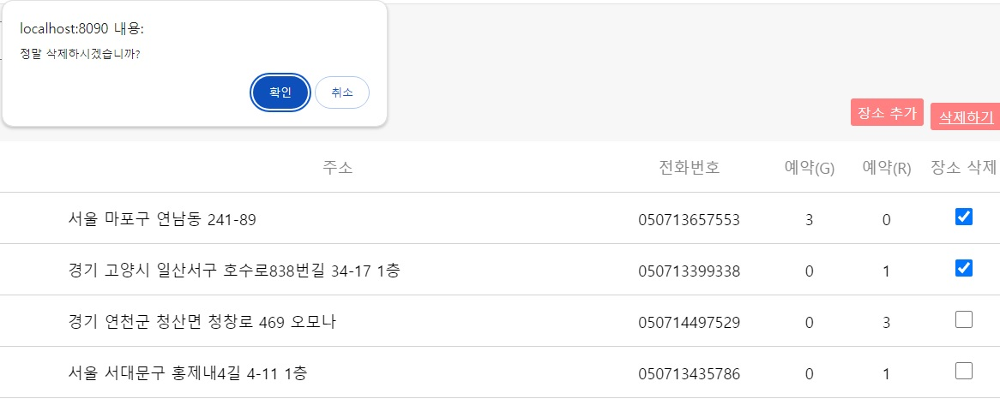 localhost:8090 내용:
정말 삭제하시겠습니까?
확인 취소
장소 추가 삭제하기
주소 전화번호 예약(G) 예약(R) 장소 삭제
서울 마포구 연남동 241-89 050713657553 3 0
경기 고양시 일산서구 호수로838번길 34-17 1층 050713399338 0 1
경기 연천군 청산면 청창로 469 오모나 050714497529 0 3
서울 서대문구 홍제내4길 4-11 1층 050713435786 0 1